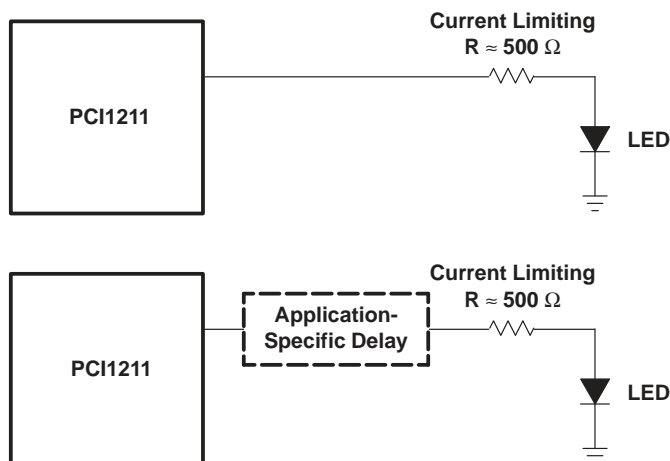 Current Limiting
R ≈ 500 Ω
PCI1211
LED
Current Limiting
R ≈ 500 Ω
Application-
Specific Delay
PCI1211
LED